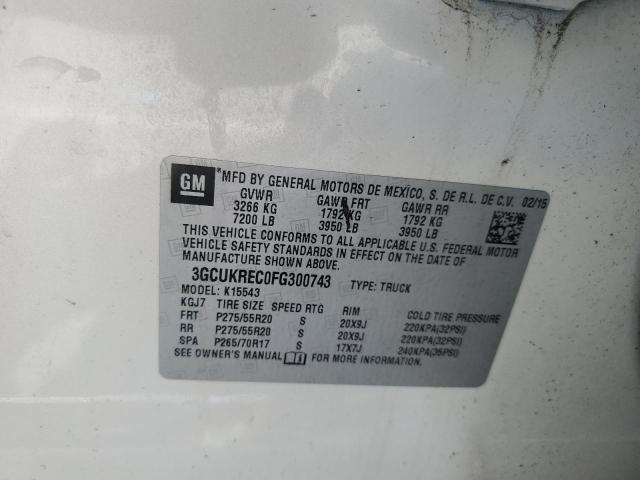 GM *MFD BY GENERAL MOTORS DE MEXICO, S. DE R.L. DE C.V. 02/15
GVWR GAWR FRT GAWR RR
3266 KG 1792 KG 1792 KG
7200 LB 3950 LB 3950 LB
THIS VEHICLE CONFORMS TO ALL APPLICABLE U.S. FEDERAL MOTOR
VEHICLE SAFETY STANDARDS IN EFFECT ON THE DATE OF
MANUFACTURE SHOWN ABOVE.
3GCUKREC0FG300743 TYPE: TRUCK
MODEL: K15543
KGJ7 TIRE SIZE SPEED RTG RIM COLD TIRE PRESSURE
FRT P275/55R20 S 20X9J 220KPA(32PSI)
RR P275/55R20 S 20X9J 220KPA(32PSI)
SPA P265/70R17 S 17X7J 240KPA(35PSI)
SEE OWNER'S MANUAL FOR MORE INFORMATION.